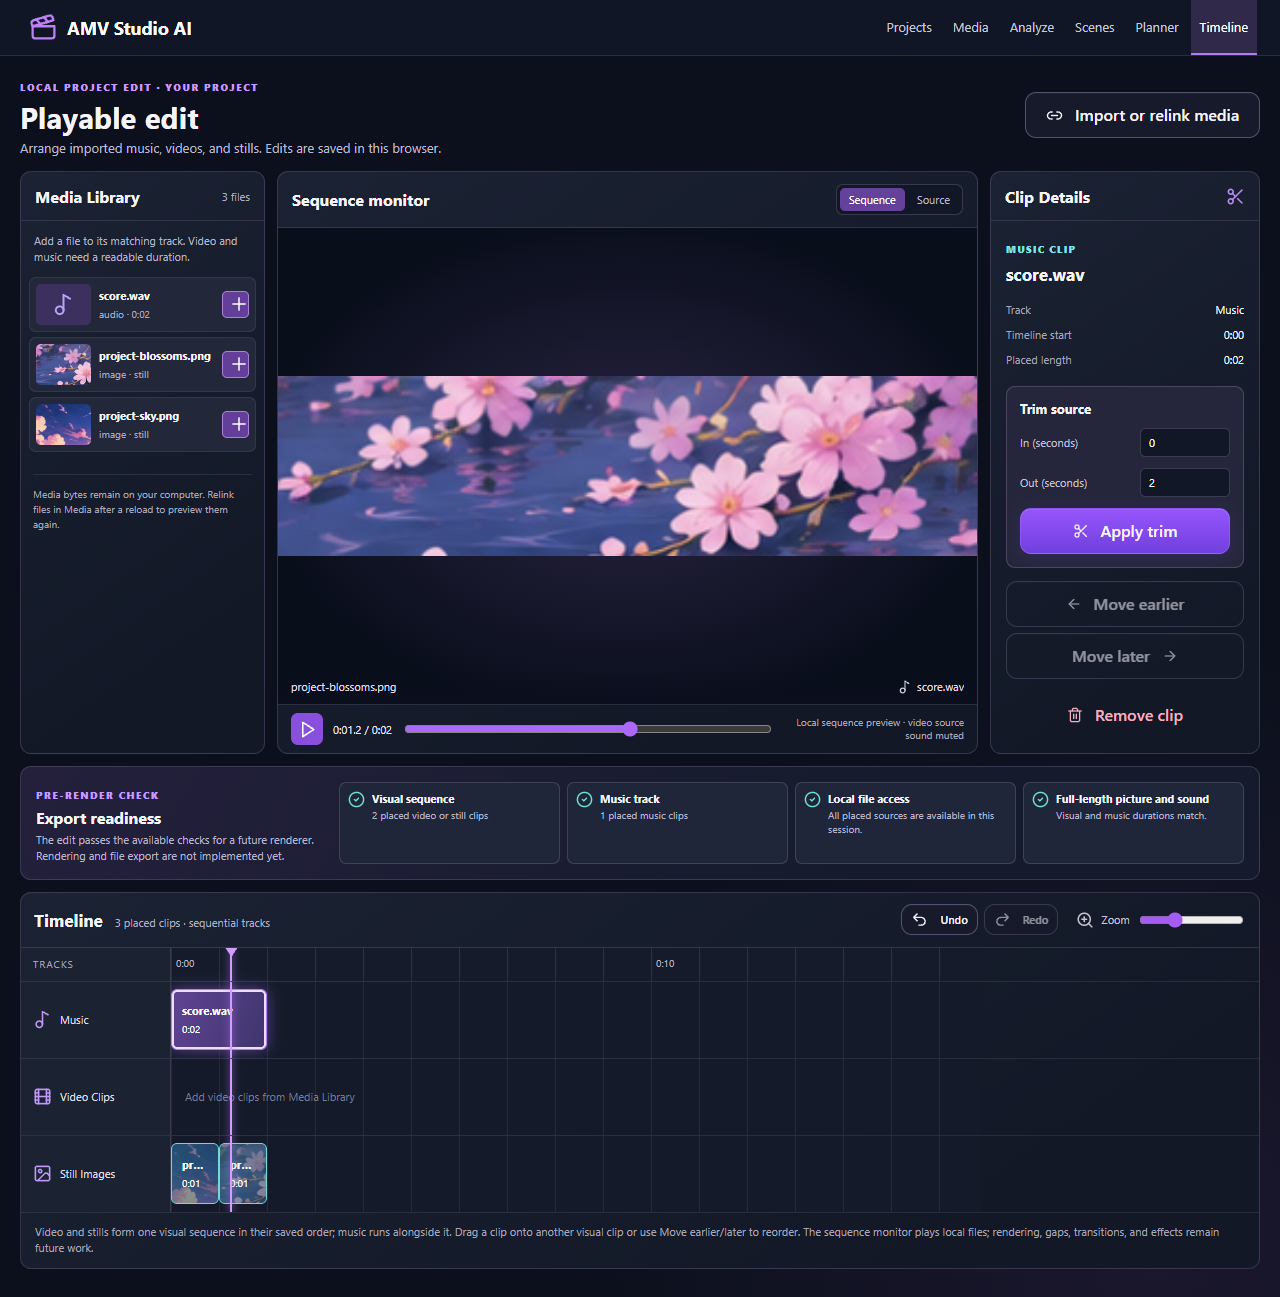 AMV Studio AI
Projects
Media
Analyze
Scenes
Planner
Timeline
LOCAL PROJECT EDIT • YOUR PROJECT
Playable edit
Arrange imported music, videos, and stills. Edits are saved in this browser.
Import or relink media
Media Library
3 files
Add a file to its matching track. Video and
music need a readable duration.
score.wav
audio · 0:02
project-blossoms.png
image · still
project-sky.png
image · still
Media bytes remain on your computer. Relink
files in Media after a reload to preview them
again.
Sequence monitor
Sequence
Source
project-blossoms.png
score.wav
0:01.2 / 0:02
Local sequence preview · video source
sound muted
Clip Details
MUSIC CLIP
score.wav
Track
Music
Timeline start
0:00
Placed length
0:02
Trim source
In (seconds)
0
Out (seconds)
2
Apply trim
Move earlier
Move later
Remove clip
PRE-RENDER CHECK
Export readiness
The edit passes the available checks for a future renderer.
Rendering and file export are not implemented yet.
Visual sequence
2 placed video or still clips
Music track
1 placed music clips
Local file access
All placed sources are available in this
session.
Full-length picture and sound
Visual and music durations match.
Timeline
3 placed clips · sequential tracks
Undo
Redo
Zoom
TRACKS
0:00
0:10
Music
score.wav
0:02
Video Clips
Add video clips from Media Library
Still Images
pr...
0:01
pr...
0:01
Video and stills form one visual sequence in their saved order; music runs alongside it. Drag a clip onto another visual clip or use Move earlier/later to reorder. The sequence monitor plays local files; rendering, gaps, transitions, and effects remain
future work.